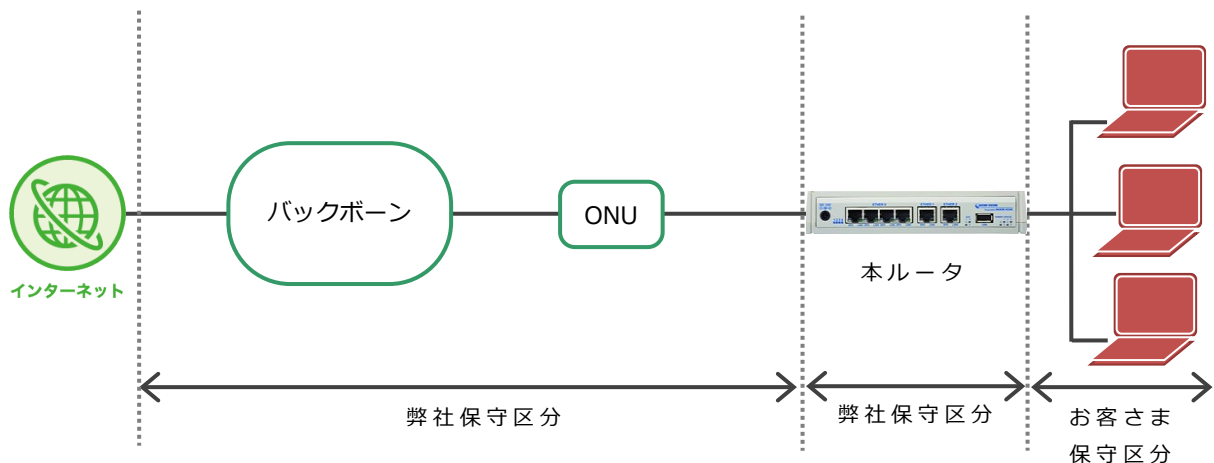 バックボーン
ONU
インターネット
本ルータ
弊社保守区分
弊社保守区分
お客さま
保守区分